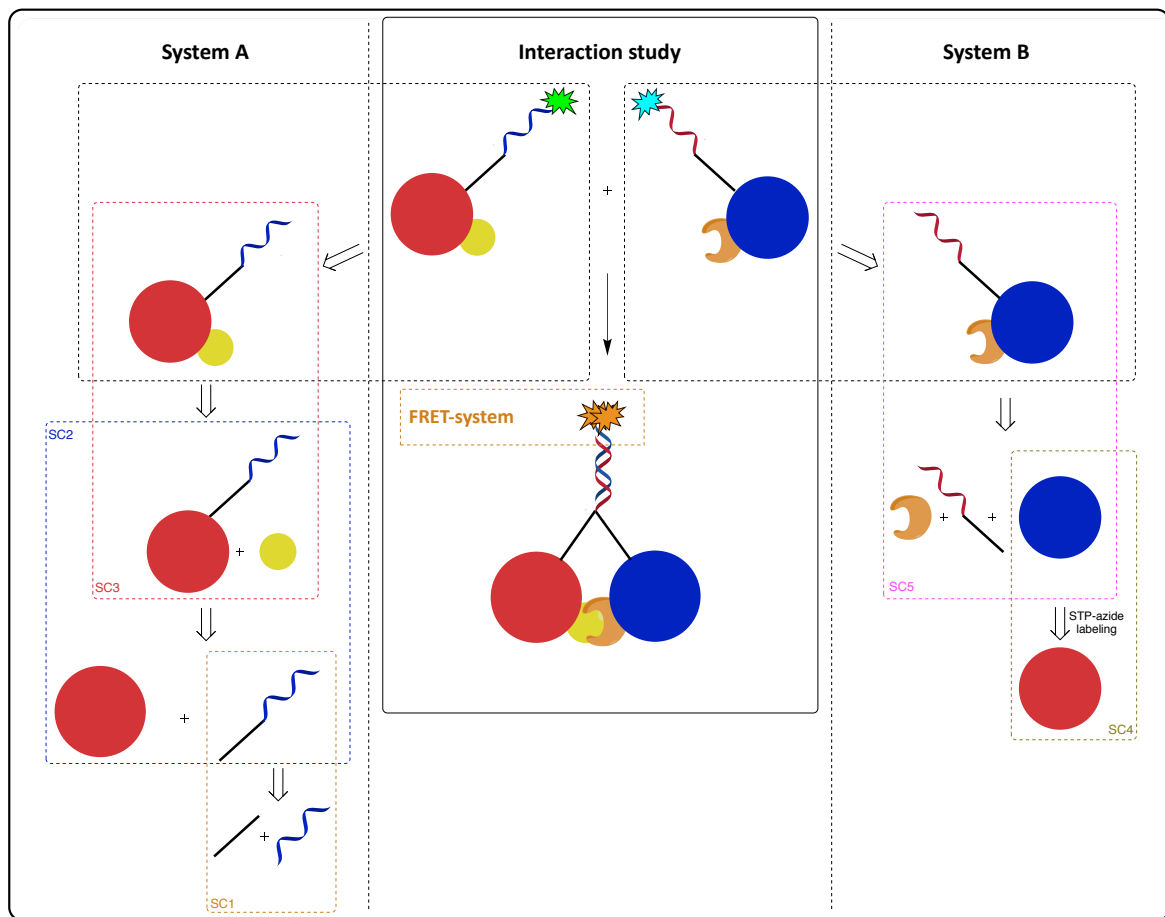 System A
Interaction study
System B
+
FRET-system
SC2
+
SC3
+
+
+
SC5
STP-azide
labeling
SC4
+
SC1